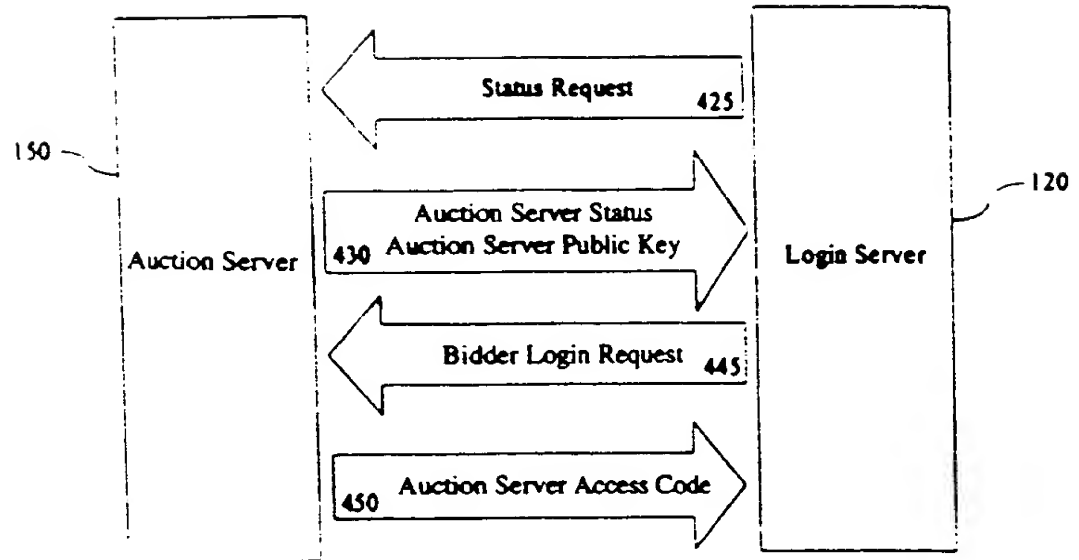 Status Request
425
150
120
Auction Server Status
430 Auction Server Public Key
Auction Server
Login Server
Bidder Login Request
445
450 Auction Server Access Code